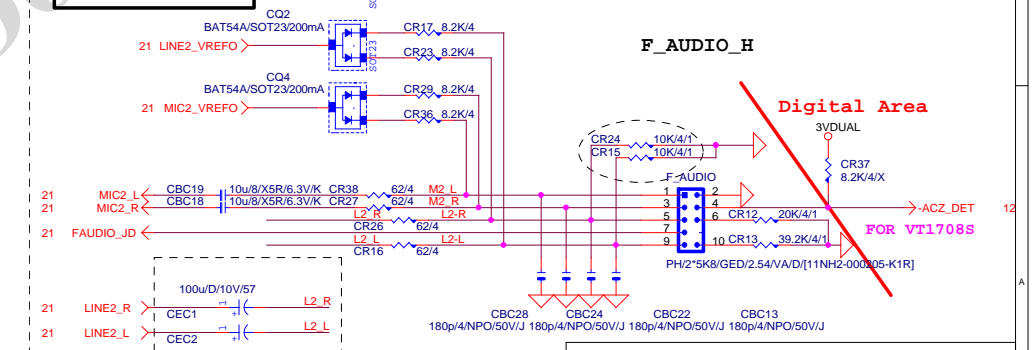 CQ2
BAT54A/SOT23/200mA
SOT23
21 LINE2_VREFO
CR17 8.2K/4
CR23 8.2K/4
F_AUDIO_H
CQ4
BAT54A/SOT23/200mA
21 MIC2_VREFO
CR29 8.2K/4
CR36 8.2K/4
Digital Area
3VDUAL
CR24 10K/4/1
CR15 10K/4/1
CR37
8.2K/4/X
F_AUDIO
21 MIC2_L CBC19 10u/8/X5R/6.3V/K CR38 62/4 M2_L 1 2
21 MIC2_R CBC18 10u/8/X5R/6.3V/K CR27 62/4 M2_R 3 4 -ACZ_DET 12
L2_R CR26 62/4 L2-R 5 6 CR12 20K/4/1
FOR VT1708S
21 FAUDIO_JD 7
L2_L CR16 62/4 L2-L 9 10 CR13 39.2K/4/1
PH/2*5K8/GED/2.54/VA/D/[11NH2-000205-K1R]
A
100u/D/10V/57
21 LINE2_R 1 + L2_R
CEC1
21 LINE2_L 1 + L2_L
CEC2
CBC28 CBC24 CBC22 CBC13
180p/4/NPO/50V/J 180p/4/NPO/50V/J 180p/4/NPO/50V/J 180p/4/NPO/50V/J